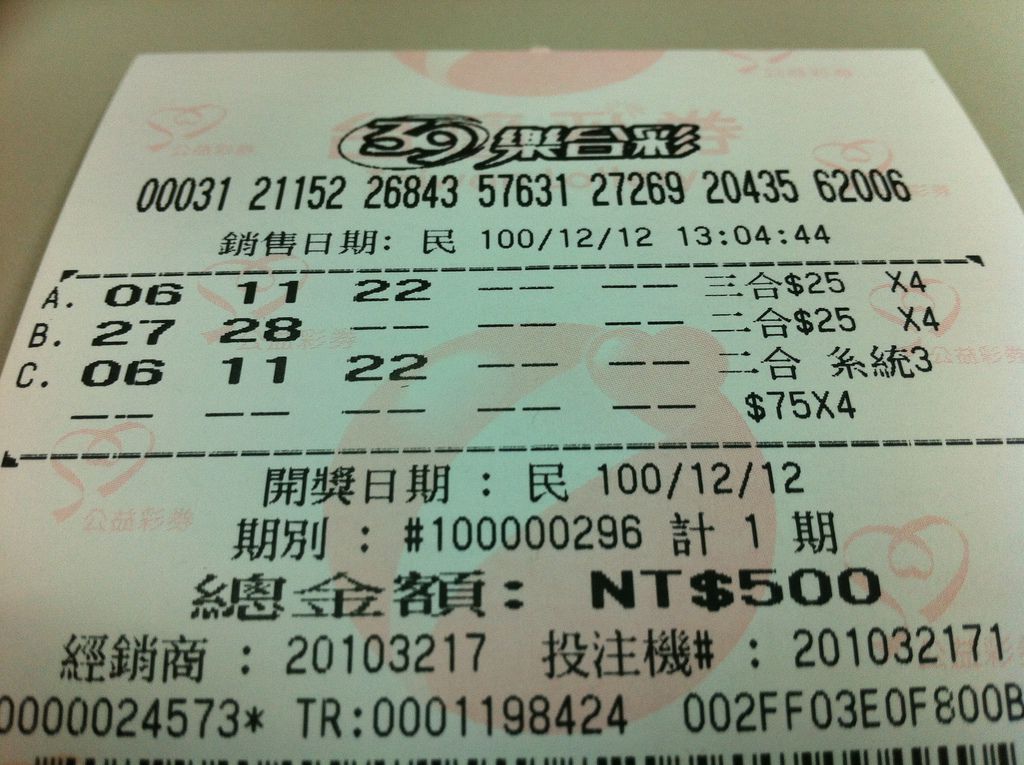 39樂合彩
00031 21152 26843 57631 27269 20435 62006
銷售日期: 民 100/12/12 13:04:44
A. 06 11 22 -- -- 三合$25 X4
B. 27 28 -- -- -- 二合$25 X4
C. 06 11 22 -- -- 二合 系統3
-- -- -- -- -- $75X4
開獎日期 : 民 100/12/12
期別 : #100000296 計 1 期
總金額: NT$500
經銷商 : 20103217 投注機# : 201032171
0000024573* TR:0001198424 002FF03E0F800B